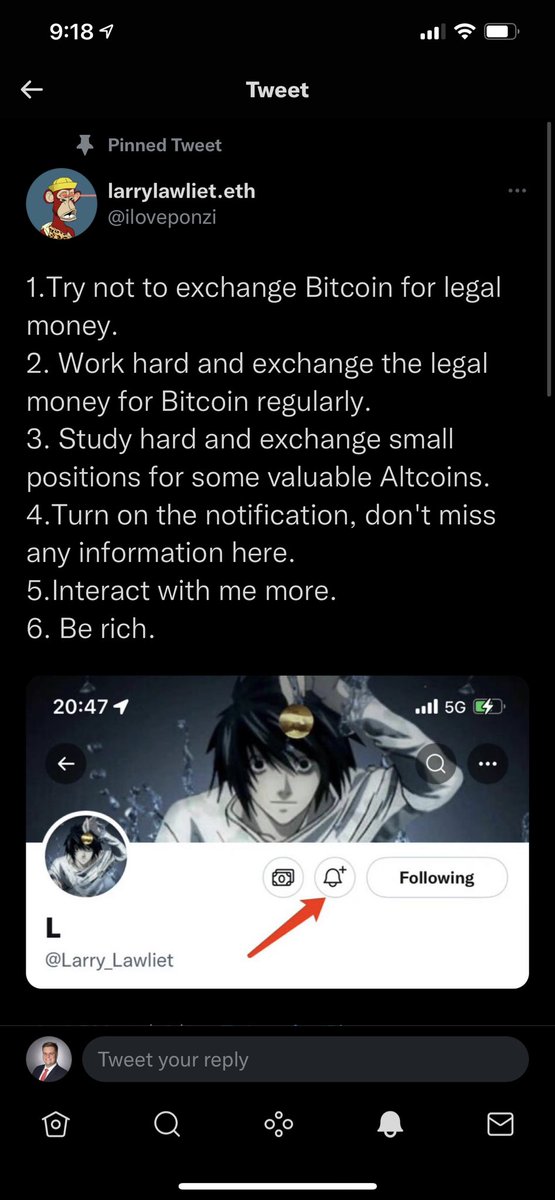 9:18
Tweet
Pinned Tweet
larrylawliet.eth
@iloveponzi
1.Try not to exchange Bitcoin for legal
money.
2. Work hard and exchange the legal
money for Bitcoin regularly.
3. Study hard and exchange small
positions for some valuable Altcoins.
4.Turn on the notification, don't miss
any information here.
5.Interact with me more.
6. Be rich.
20:47
5G
Following
L
@Larry_Lawliet
Tweet your reply